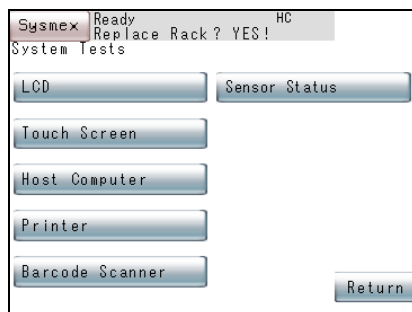 Sysmex Ready HC
Replace Rack? YES!
System Tests
LCD Sensor Status
Touch Screen
Host Computer
Printer
Barcode Scanner
Return